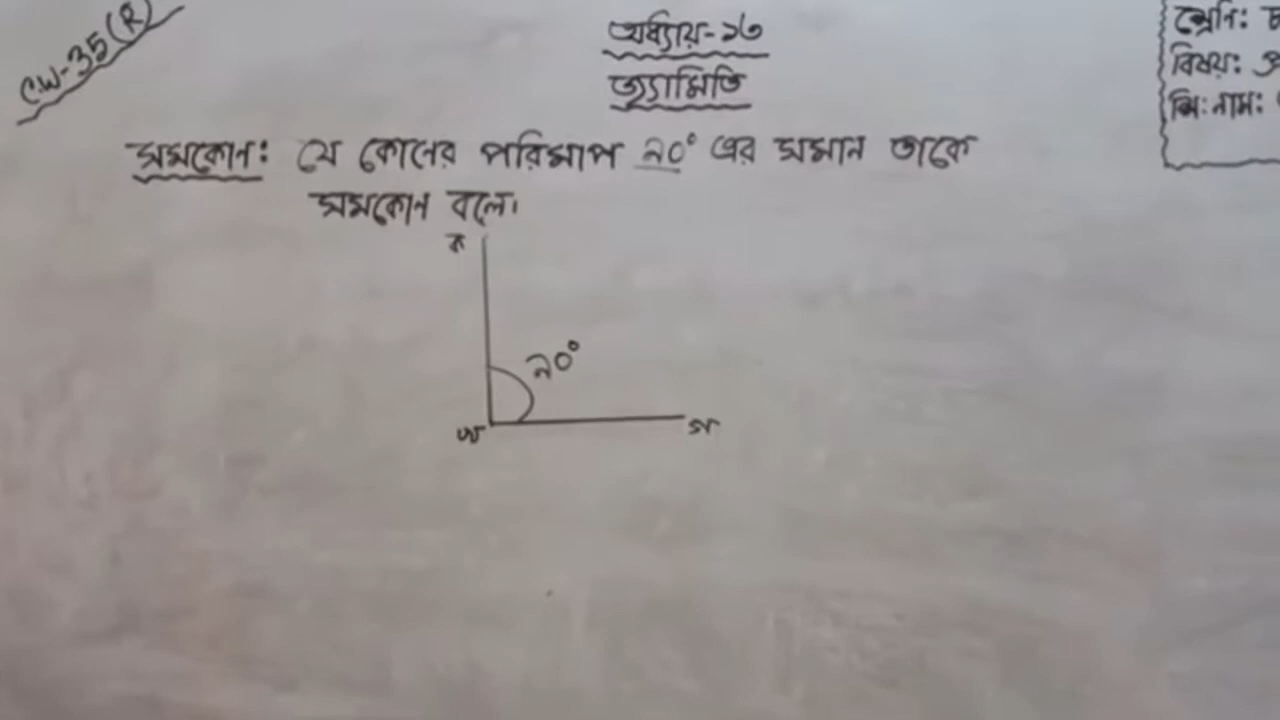 CW-35(R)
অধ্যায়-১৩
জ্যামিতি
শ্রেণি:
বিষয়:
শি: নাম:
সমকোন: যে কোনের পরিমাপ ৯০° এর সমান তাকে
সমকোন বলে।
ক
৯০°
খ
গ